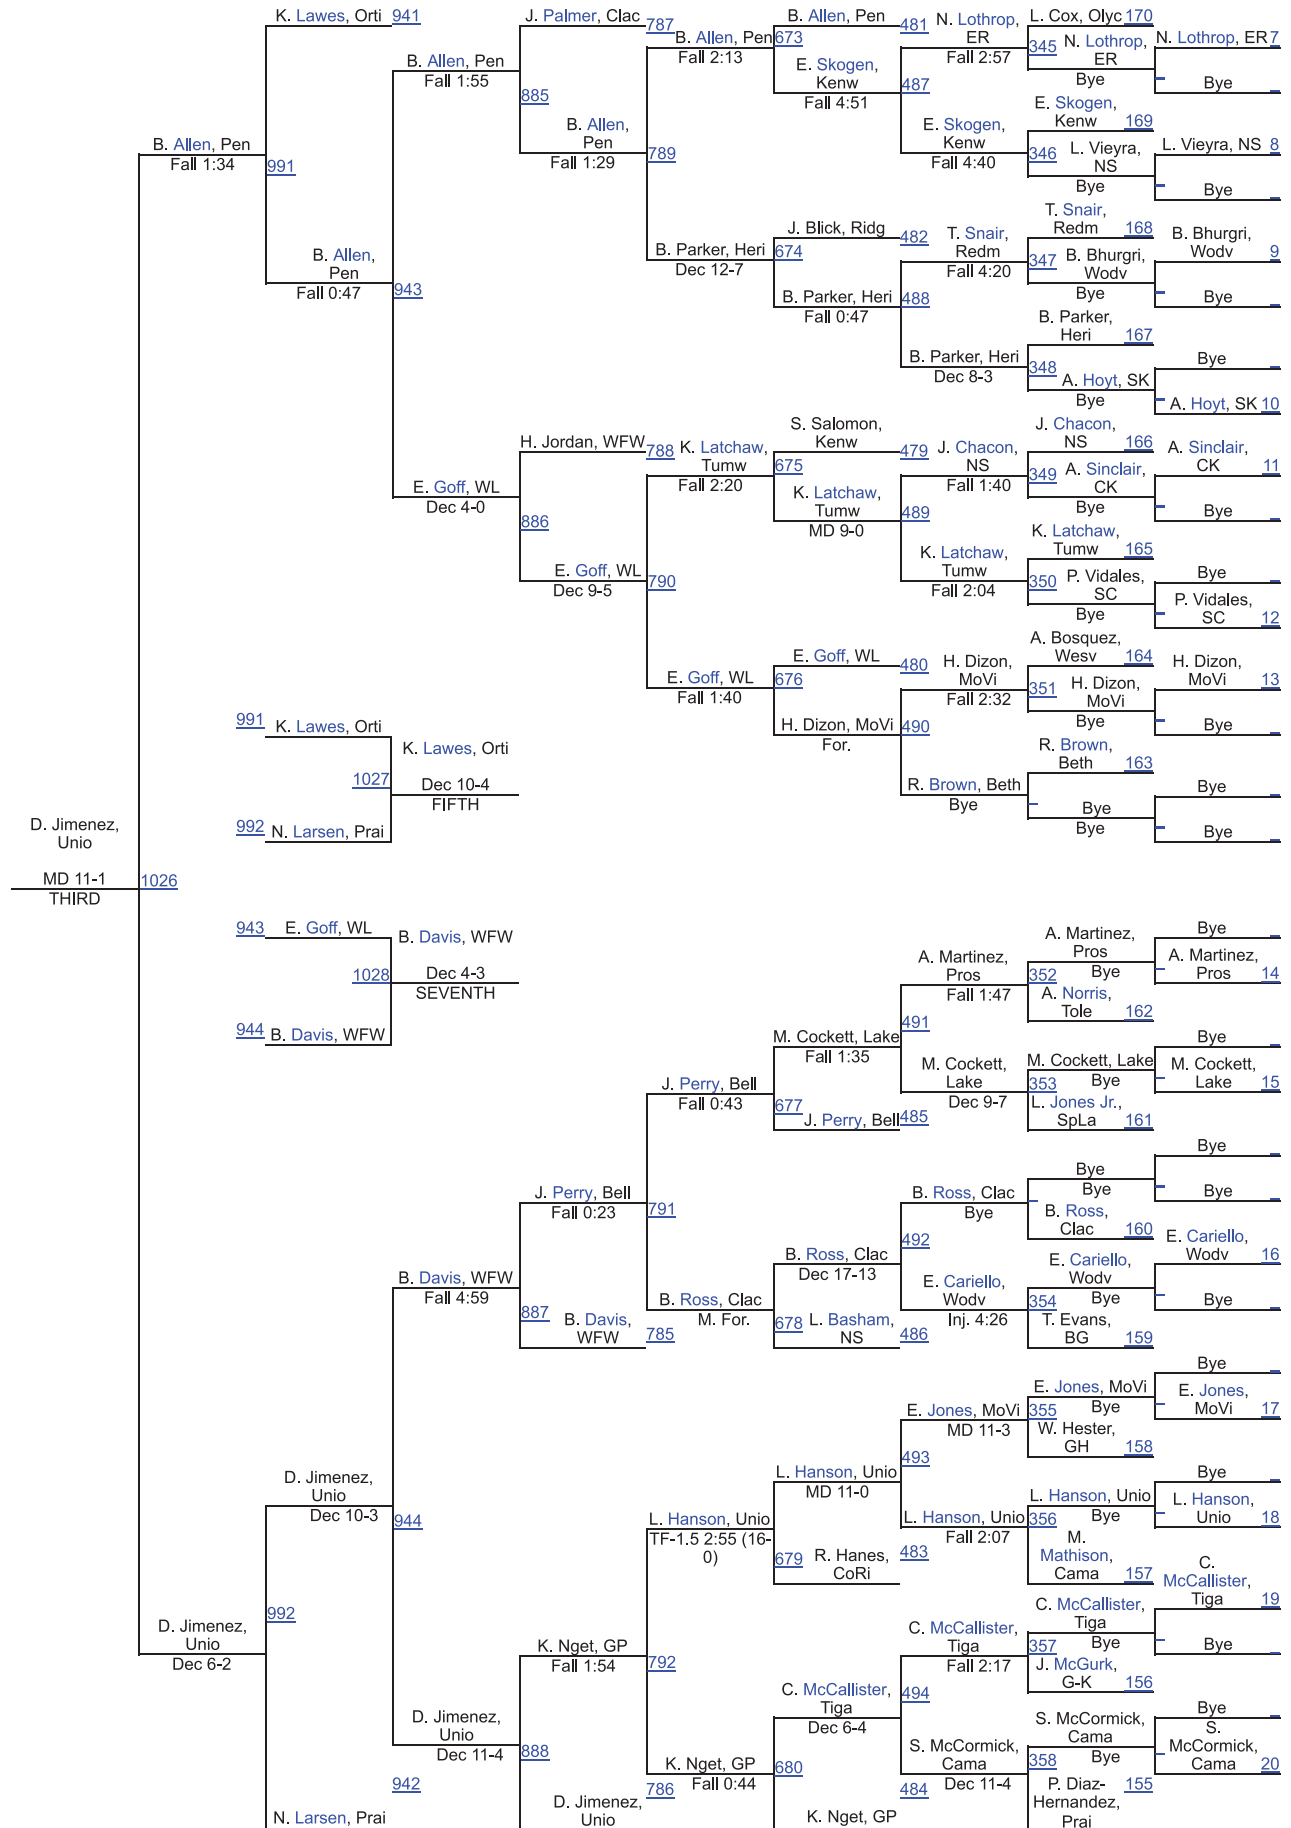 K. Lawes, Orti 941
J. Palmer, Clac 787
B. Allen, Pen 481
N. Lothrop,
ER
Fall 2:57
L. Cox, Olyc 170
345 N. Lothrop,
ER
Bye
N. Lothrop, ER 7
Bye
B. Allen, Pen
Fall 1:55
B. Allen, Pen 673
Fall 2:13
E. Skogen,
Kenw
Fall 4:51
487
885
B. Allen,
Pen
Fall 1:29
789
E. Skogen,
Kenw
Fall 4:40
E. Skogen,
Kenw 169
346 L. Vieyra,
NS
Bye
L. Vieyra, NS 8
Bye
B. Allen, Pen
Fall 1:34
991
J. Blick, Ridg 482
T. Snair,
Redm
Fall 4:20
T. Snair,
Redm 168
347 B. Bhurgri,
Wodv
Bye
B. Bhurgri,
Wodv 9
Bye
B. Parker, Heri 674
Dec 12-7
B. Allen,
Pen
Fall 0:47
943
B. Parker, Heri 488
Fall 0:47
B. Parker, Heri
Dec 8-3
B. Parker,
Heri 167
348
A. Hoyt, SK
Bye
Bye
A. Hoyt, SK 10
H. Jordan, WFW 788
K. Latchaw,
Tumw
Fall 2:20
S. Salomon,
Kenw 479
675
J. Chacon,
NS
Fall 1:40
J. Chacon,
NS 166
349 A. Sinclair,
CK
Bye
A. Sinclair,
CK 11
Bye
E. Goff, WL
Dec 4-0
886
K. Latchaw,
Tumw
MD 9-0
489
K. Latchaw,
Tumw
Fall 2:04
K. Latchaw,
Tumw 165
350 P. Vidales,
SC
Bye
Bye
P. Vidales,
SC 12
E. Goff, WL 790
Dec 9-5
E. Goff, WL 480
E. Goff, WL 676
Fall 1:40
H. Dizon,
MoVi
Fall 2:32
A. Bosquez,
Wesv 164
351 H. Dizon,
MoVi
Bye
H. Dizon,
MoVi 13
Bye
H. Dizon, MoVi 490
For.
R. Brown, Beth
Bye
R. Brown,
Beth 163
Bye
Bye
Bye
Bye
991 K. Lawes, Orti
K. Lawes, Orti
1027 Dec 10-4
FIFTH
992 N. Larsen, Prai
D. Jimenez,
Unio
MD 11-1
THIRD
1026
943 E. Goff, WL
B. Davis, WFW
1028 Dec 4-3
SEVENTH
944 B. Davis, WFW
A. Martinez,
Pros
Fall 1:47
A. Martinez,
Pros
Bye
352
A. Norris,
Tole 162
Bye
A. Martinez,
Pros 14
491
M. Cockett, Lake
Fall 1:35
M. Cockett,
Lake
Dec 9-7
M. Cockett, Lake
Bye
353
L. Jones Jr.,
SpLa 161
Bye
M. Cockett,
Lake 15
J. Perry, Bell
Fall 0:43
677
J. Perry, Bell 485
J. Perry, Bell
Fall 0:23
791
B. Ross, Clac
Bye
Bye
Bye
B. Ross,
Clac 160
Bye
Bye
492
B. Ross, Clac
Dec 17-13
E. Cariello,
Wodv
Inj. 4:26
E. Cariello,
Wodv
Bye
354
T. Evans,
BG 159
E. Cariello,
Wodv 16
Bye
B. Davis, WFW
Fall 4:59
887
B. Davis,
WFW 785
B. Ross, Clac
M. For.
678 L. Basham,
NS 486
E. Jones, MoVi
MD 11-3
E. Jones, MoVi
Bye
355
W. Hester,
GH 158
Bye
E. Jones,
MoVi 17
493
L. Hanson, Unio
MD 11-0
L. Hanson, Unio
Fall 2:07
L. Hanson, Unio
Bye
356
M.
Mathison,
Cama 157
Bye
L. Hanson,
Unio 18
D. Jimenez,
Unio
Dec 10-3
944
L. Hanson, Unio
TF-1.5 2:55 (16-
0)
679 R. Hanes,
CoRi
483
992
D. Jimenez,
Unio
Dec 6-2
K. Nget, GP
Fall 1:54
792
C. McCallister,
Tiga
Fall 2:17
C. McCallister,
Tiga
Bye
357
J. McGurk,
G-K 156
C.
McCallister,
Tiga 19
Bye
C. McCallister,
Tiga
Dec 6-4
494
S. McCormick,
Cama
Dec 11-4
S. McCormick,
Cama
Bye
358
P. Diaz-
Hernandez,
Prai
155
Bye
S.
McCormick,
Cama 20
D. Jimenez,
Unio
Dec 11-4
888
K. Nget, GP
Fall 0:44
680
942
N. Larsen, Prai
D. Jimenez,
Unio
786
K. Nget, GP
484